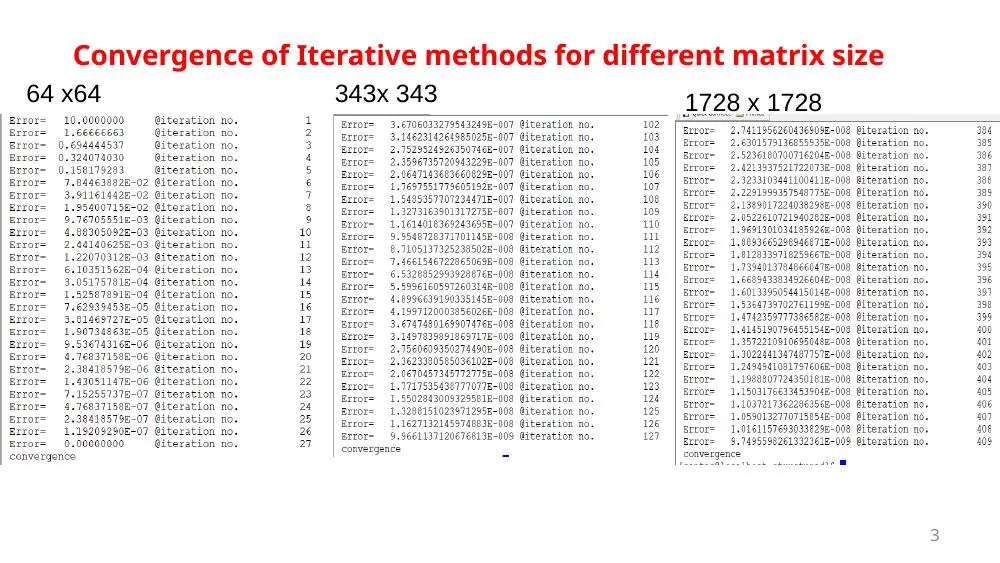 Convergence of Iterative methods for different matrix size
64 x64
Error= 10.0000000 @iteration no. 1
Error= 1.66666663 @iteration no. 2
Error= 0.694444537 @iteration no. 3
Error= 0.324074030 @iteration no. 4
Error= 0.158179283 @iteration no. 5
Error= 7.84463882E-02 @iteration no. 6
Error= 3.91161442E-02 @iteration no. 7
Error= 1.95400715E-02 @iteration no. 8
Error= 9.76705551E-03 @iteration no. 9
Error= 4.88305092E-03 @iteration no. 10
Error= 2.44140625E-03 @iteration no. 11
Error= 1.22070312E-03 @iteration no. 12
Error= 6.10351562E-04 @iteration no. 13
Error= 3.05175781E-04 @iteration no. 14
Error= 1.52587891E-04 @iteration no. 15
Error= 7.62939453E-05 @iteration no. 16
Error= 3.81469727E-05 @iteration no. 17
Error= 1.90734863E-05 @iteration no. 18
Error= 9.53674316E-06 @iteration no. 19
Error= 4.76837158E-06 @iteration no. 20
Error= 2.38418579E-06 @iteration no. 21
Error= 1.43051147E-06 @iteration no. 22
Error= 7.15255737E-07 @iteration no. 23
Error= 4.76837158E-07 @iteration no. 24
Error= 2.38418579E-07 @iteration no. 25
Error= 1.19209290E-07 @iteration no. 26
Error= 0.00000000 @iteration no. 27
convergence
343x 343
Error= 3.6706033279543249E-007 @iteration no. 102
Error= 3.1462314264985025E-007 @iteration no. 103
Error= 2.7529524926350746E-007 @iteration no. 104
Error= 2.3596735720943229E-007 @iteration no. 105
Error= 2.0647143683660829E-007 @iteration no. 106
Error= 1.7697551779605192E-007 @iteration no. 107
Error= 1.5485357707234471E-007 @iteration no. 108
Error= 1.3273163901317275E-007 @iteration no. 109
Error= 1.1614018369243695E-007 @iteration no. 110
Error= 9.9548728371701145E-008 @iteration no. 111
Error= 8.7105137325238502E-008 @iteration no. 112
Error= 7.4661546722865069E-008 @iteration no. 113
Error= 6.5328852993928876E-008 @iteration no. 114
Error= 5.5996160597260314E-008 @iteration no. 115
Error= 4.8996639190335145E-008 @iteration no. 116
Error= 4.1997120003856026E-008 @iteration no. 117
Error= 3.6747480169907476E-008 @iteration no. 118
Error= 3.1497839891869717E-008 @iteration no. 119
Error= 2.7560609350274490E-008 @iteration no. 120
Error= 2.3623380585036102E-008 @iteration no. 121
Error= 2.0670457345772775E-008 @iteration no. 122
Error= 1.7717535438777077E-008 @iteration no. 123
Error= 1.5502843009329581E-008 @iteration no. 124
Error= 1.3288151023971295E-008 @iteration no. 125
Error= 1.1627132145974883E-008 @iteration no. 126
Error= 9.9661137120676813E-009 @iteration no. 127
convergence
1728 x 1728
Error= 2.7411956260436909E-008 @iteration no. 384
Error= 2.6301579136855935E-008 @iteration no. 385
Error= 2.5236180700716204E-008 @iteration no. 386
Error= 2.4213937521722073E-008 @iteration no. 387
Error= 2.3233103441100411E-008 @iteration no. 388
Error= 2.2291999357548775E-008 @iteration no. 389
Error= 2.1389017224038298E-008 @iteration no. 390
Error= 2.0522610721940282E-008 @iteration no. 391
Error= 1.9691301034185926E-008 @iteration no. 392
Error= 1.8893665298946871E-008 @iteration no. 393
Error= 1.8128339718259667E-008 @iteration no. 394
Error= 1.7394013784866047E-008 @iteration no. 395
Error= 1.6689433834926604E-008 @iteration no. 396
Error= 1.6013395054415014E-008 @iteration no. 397
Error= 1.5364739702761199E-008 @iteration no. 398
Error= 1.4742359777386582E-008 @iteration no. 399
Error= 1.4145190796455154E-008 @iteration no. 400
Error= 1.3572210910695048E-008 @iteration no. 401
Error= 1.3022441347487757E-008 @iteration no. 402
Error= 1.2494941081797606E-008 @iteration no. 403
Error= 1.1988807724350181E-008 @iteration no. 404
Error= 1.1503176633453904E-008 @iteration no. 405
Error= 1.1037217362286356E-008 @iteration no. 406
Error= 1.0590132770715854E-008 @iteration no. 407
Error= 1.0161157693033829E-008 @iteration no. 408
Error= 9.7495598261332361E-009 @iteration no. 409
convergence
3